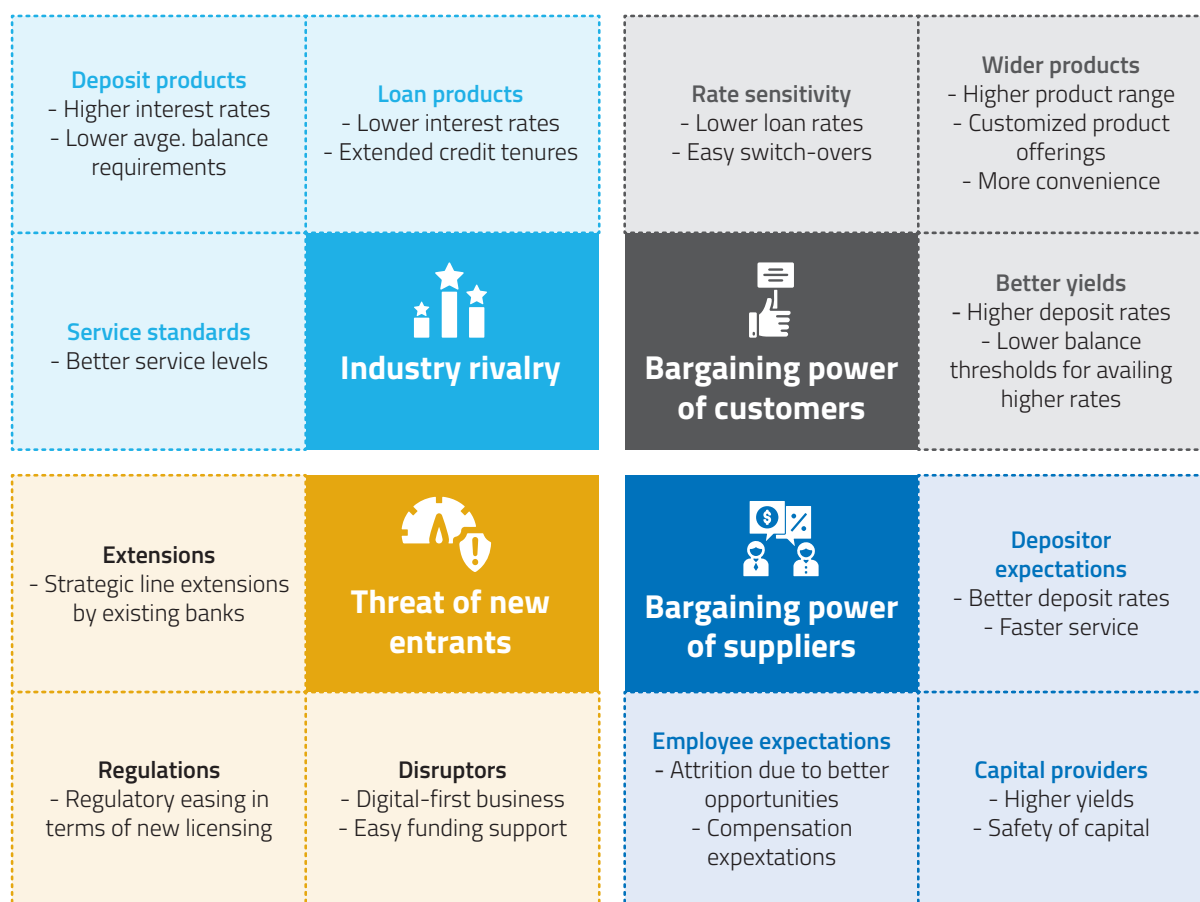 Deposit products
- Higher interest rates
- Lower avge. balance
requirements
Loan products
- Lower interest rates
- Extended credit tenures
Service standards
- Better service levels
Industry rivalry
Rate sensitivity
- Lower loan rates
- Easy switch-overs
Wider products
- Higher product range
- Customized product
offerings
- More convenience
Bargaining power
of customers
Better yields
- Higher deposit rates
- Lower balance
thresholds for availing
higher rates
Extensions
- Strategic line extensions
by existing banks
Threat of new
entrants
Regulations
- Regulatory easing in
terms of new licensing
Disruptors
- Digital-first business
- Easy funding support
$ %
Bargaining power
of suppliers
Depositor
expectations
- Better deposit rates
- Faster service
Employee expectations
- Attrition due to better
opportunities
- Compensation
expextations
Capital providers
- Higher yields
- Safety of capital